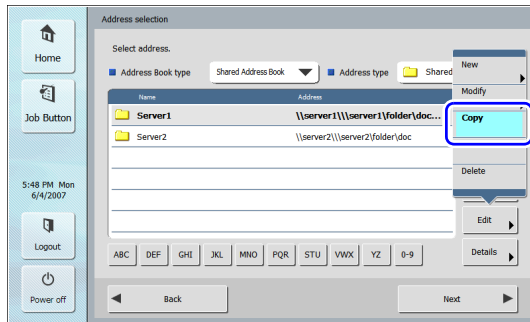 Address selection
Home
Job Button
5:48 PM Mon
6/4/2007
Logout
Power off
Select address.
Address Book type
Shared Address Book
Address type
Shared
Name
Address
Server1
\\server1\\\server1\folder\doc...
Server2
\\server2\\\server2\folder\doc
New
Modify
Copy
Delete
Edit
Details
ABC
DEF
GHI
JKL
MNO
PQR
STU
VWX
YZ
0-9
Back
Next